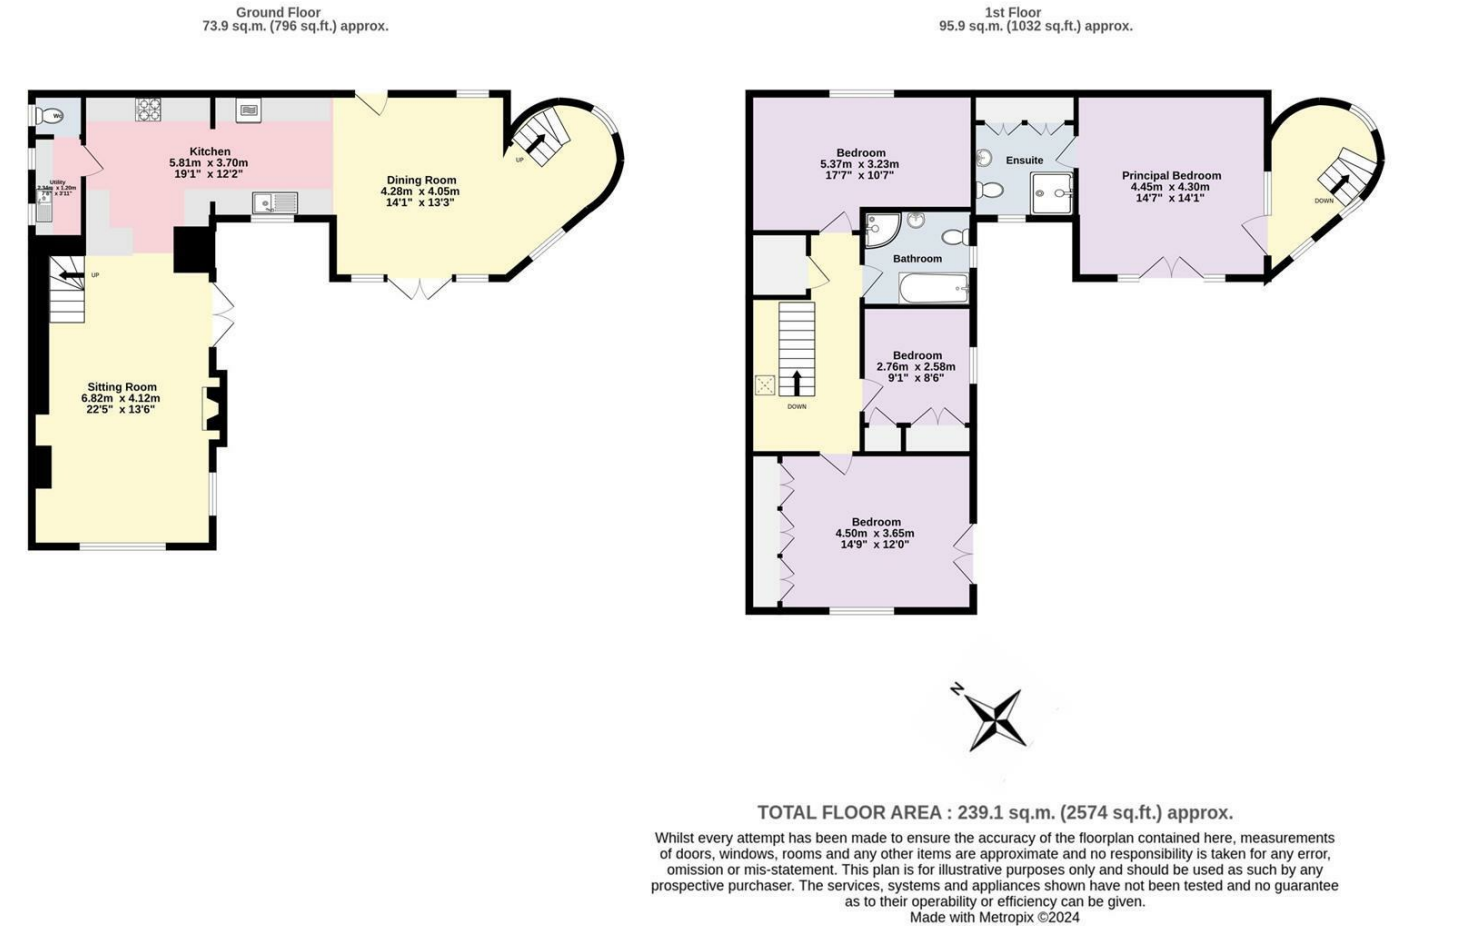 Ground Floor
73.9 sq.m. (796 sq.ft.) approx.
1st Floor
95.9 sq.m. (1032 sq.ft.) approx.
Wc
Utility
2.34m x 1.20m
7'8" x 3'11"
Kitchen
5.81m x 3.70m
19'1" x 12'2"
Dining Room
4.28m x 4.05m
14'1" x 13'3"
UP
UP
Sitting Room
6.82m x 4.12m
22'5" x 13'6"
Bedroom
5.37m x 3.23m
17'7" x 10'7"
Ensuite
Principal Bedroom
4.45m x 4.30m
14'7" x 14'1"
DOWN
Bathroom
Bedroom
2.76m x 2.58m
9'1" x 8'6"
DOWN
Bedroom
4.50m x 3.65m
14'9" x 12'0"
N
TOTAL FLOOR AREA : 239.1 sq.m. (2574 sq.ft.) approx.
Whilst every attempt has been made to ensure the accuracy of the floorplan contained here, measurements
of doors, windows, rooms and any other items are approximate and no responsibility is taken for any error,
omission or mis-statement. This plan is for illustrative purposes only and should be used as such by any
prospective purchaser. The services, systems and appliances shown have not been tested and no guarantee
as to their operability or efficiency can be given.
Made with Metropix ©2024